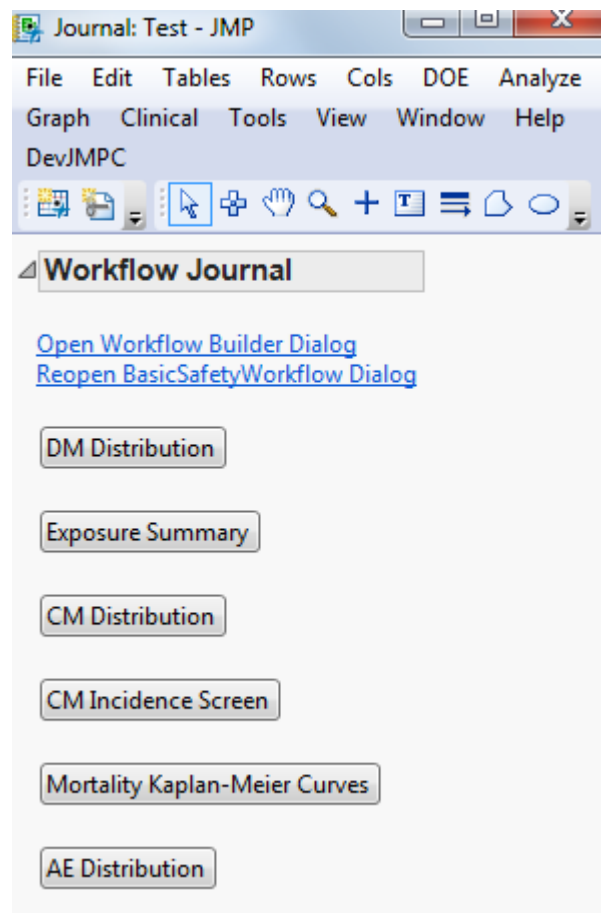 Journal: Test - JMP
File Edit Tables Rows Cols DOE Analyze
Graph Clinical Tools View Window Help
DevJMPC
Workflow Journal
Open Workflow Builder Dialog
Reopen BasicSafetyWorkflow Dialog
DM Distribution
Exposure Summary
CM Distribution
CM Incidence Screen
Mortality Kaplan-Meier Curves
AE Distribution